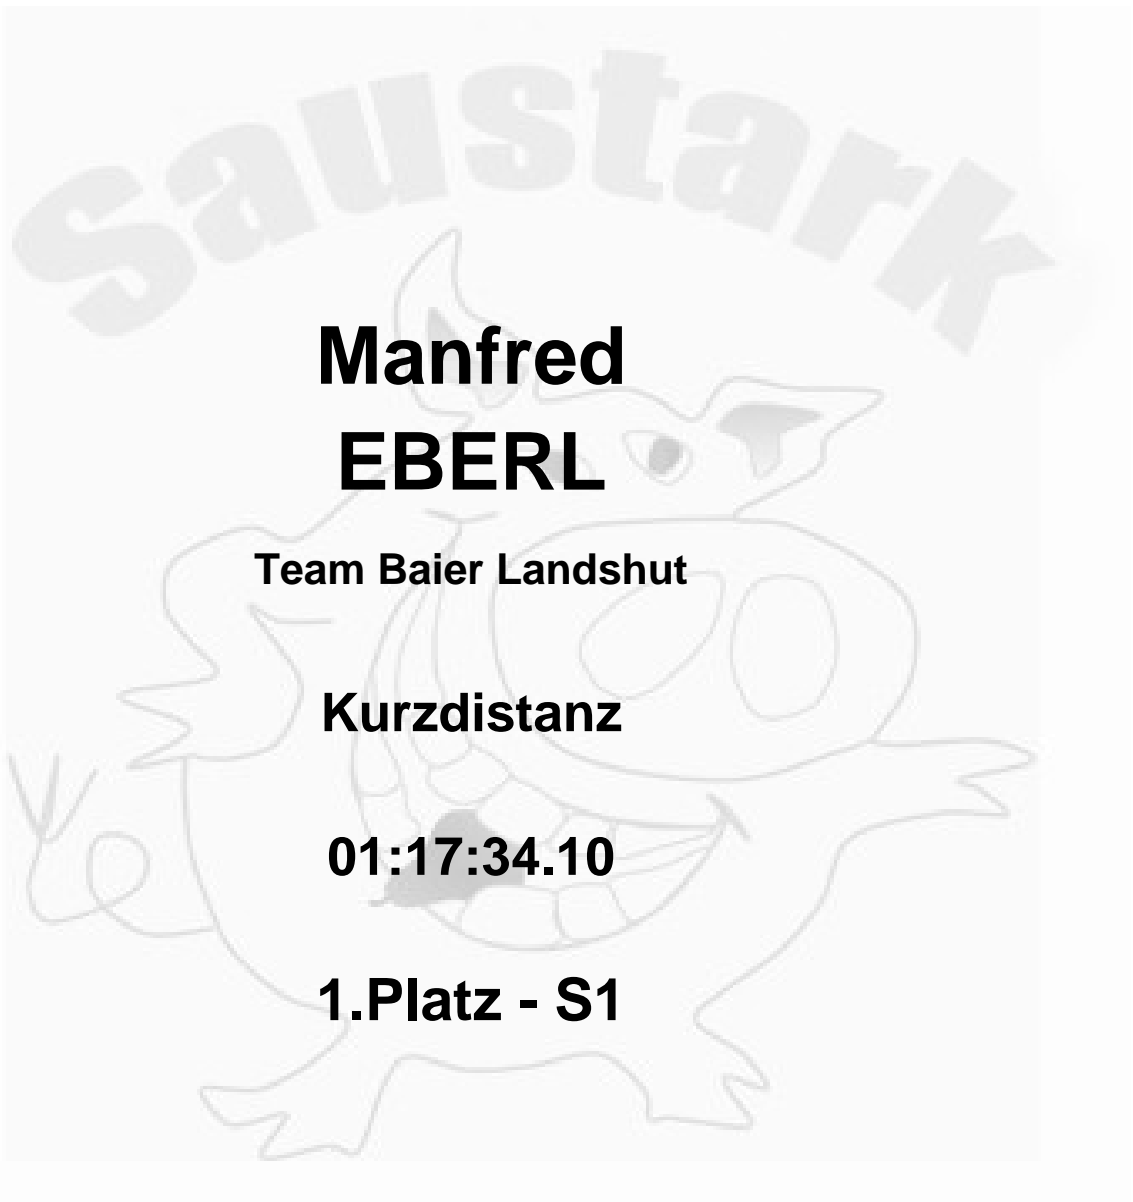 Saustark
Manfred
EBERL
Team Baier Landshut
Kurzdistanz
01:17:34.10
1.Platz - S1